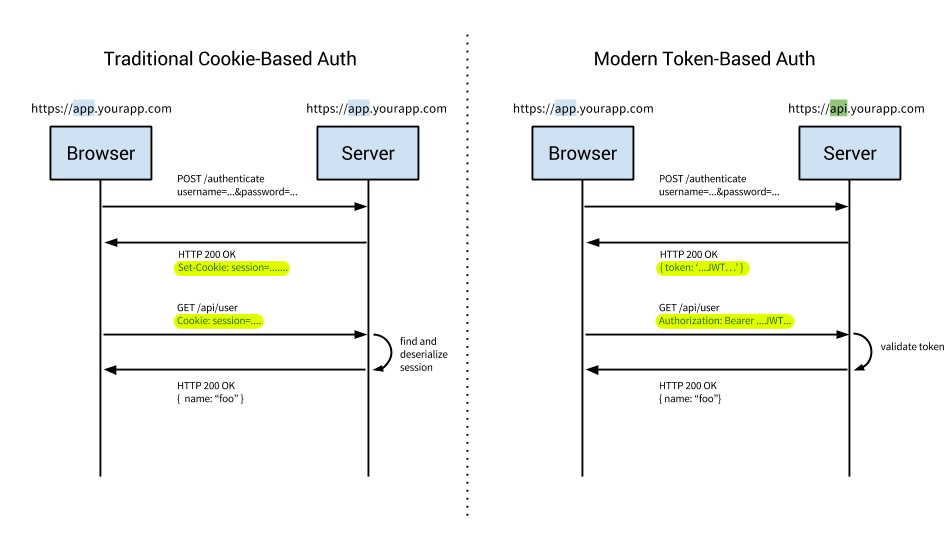 Traditional Cookie-Based Auth
https://app.yourapp.com
https://app.yourapp.com
Browser
Server
POST /authenticate
username=...&password=...
HTTP 200 OK
Set-Cookie: session=.......
GET /api/user
Cookie: session=....
find and
deserialize
session
HTTP 200 OK
{ name: “foo” }
Modern Token-Based Auth
https://app.yourapp.com
https://api.yourapp.com
Browser
Server
POST /authenticate
username=...&password=...
HTTP 200 OK
{ token: ‘...JWT...’ }
GET /api/user
Authorization: Bearer ...JWT...
validate token
HTTP 200 OK
{ name: “foo”}